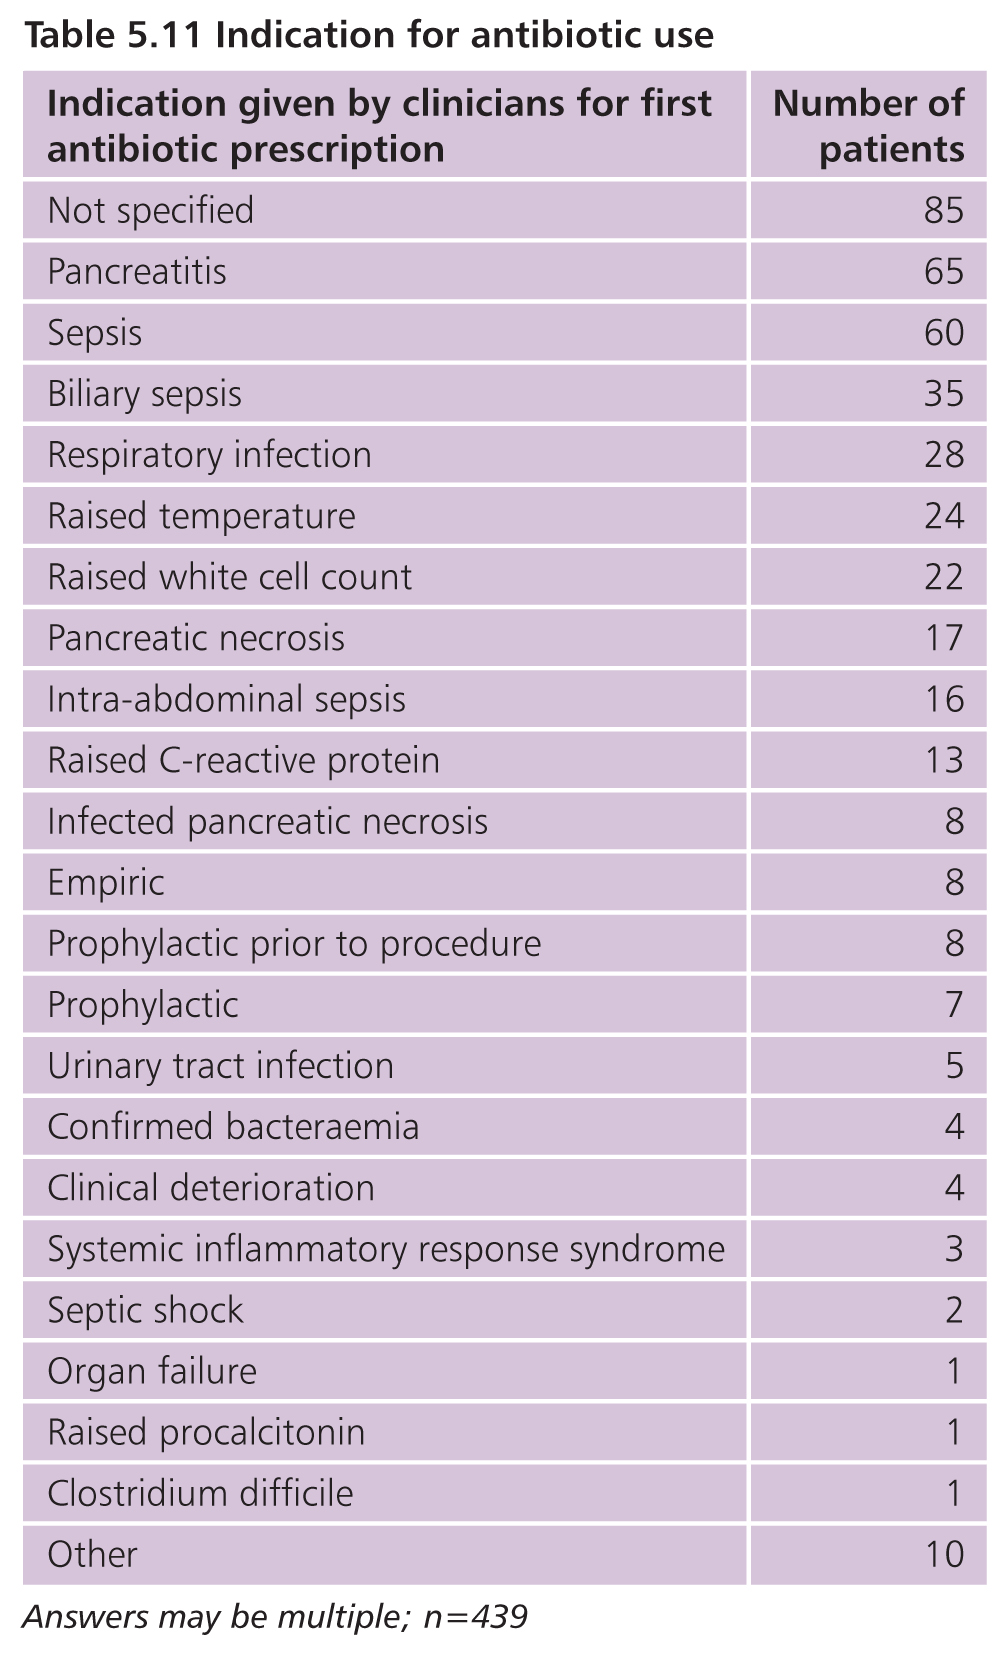 Table 5.11 Indication for antibiotic use
Indication given by clinicians for first antibiotic prescription Number of patients
Not specified 85
Pancreatitis 65
Sepsis 60
Biliary sepsis 35
Respiratory infection 28
Raised temperature 24
Raised white cell count 22
Pancreatic necrosis 17
Intra-abdominal sepsis 16
Raised C-reactive protein 13
Infected pancreatic necrosis 8
Empiric 8
Prophylactic prior to procedure 8
Prophylactic 7
Urinary tract infection 5
Confirmed bacteraemia 4
Clinical deterioration 4
Systemic inflammatory response syndrome 3
Septic shock 2
Organ failure 1
Raised procalcitonin 1
Clostridium difficile 1
Other 10
Answers may be multiple; n=439